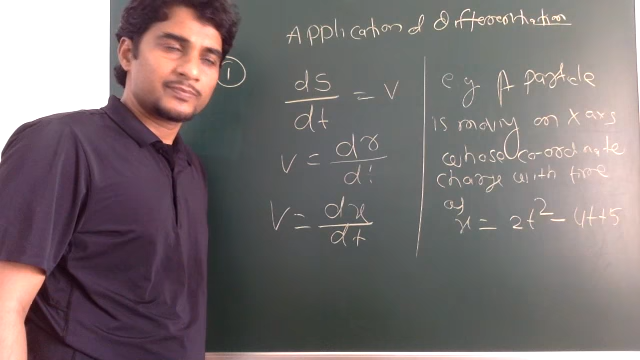 Application of differentiation
1
dS/dt = V
V = dr/dt
V = dx/dt
e.g A particle
is moving on X axis
whose co-ordinate
change with time
as
x = 2t² - 4t + 5